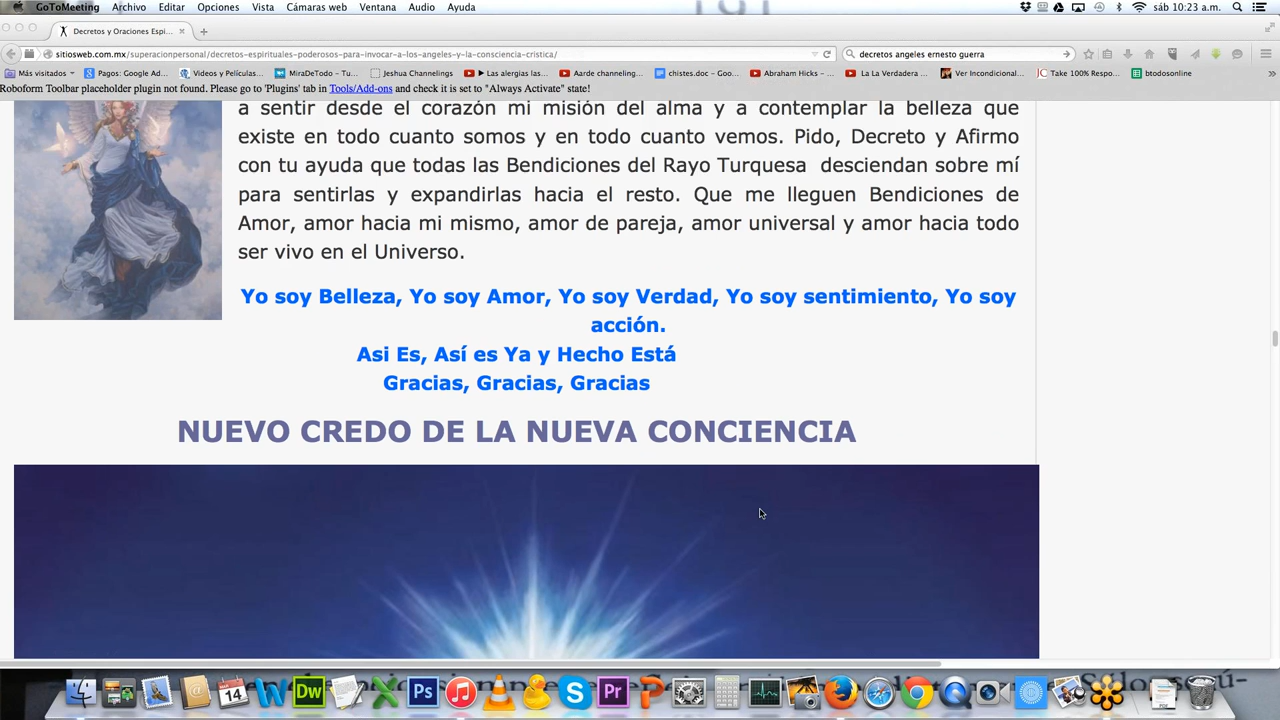 GoToMeeting Archivo Editar Opciones Vista Cámaras web Ventana Audio Ayuda sáb 10:23 a.m.
Decretos y Oraciones Espi...
sitiosweb.com.mx/superacionpersonal/decretos-espirituales-poderosos-para-invocar-a-los-angeles-y-la-consciencia-cristica/ decretos angeles ernesto guerra
Más visitados Pagos: Google Ad... Videos y Películas,... MiraDeTodo – Tu... Jeshua Channelings ▶ Las alergias las... Aarde channeling... chistes.doc – Goo... Abraham Hicks – ... La La Verdadera ... Ver Incondicional... Take 100% Respo... btodosonline »
Roboform Toolbar placeholder plugin not found. Please go to 'Plugins' tab in Tools/Add-ons and check it is set to "Always Activate" state!
a sentir desde el corazón mi misión del alma y a contemplar la belleza que
existe en todo cuanto somos y en todo cuanto vemos. Pido, Decreto y Afirmo
con tu ayuda que todas las Bendiciones del Rayo Turquesa desciendan sobre mí
para sentirlas y expandirlas hacia el resto. Que me lleguen Bendiciones de
Amor, amor hacia mi mismo, amor de pareja, amor universal y amor hacia todo
ser vivo en el Universo.
Yo soy Belleza, Yo soy Amor, Yo soy Verdad, Yo soy sentimiento, Yo soy
acción.
Asi Es, Así es Ya y Hecho Está
Gracias, Gracias, Gracias
NUEVO CREDO DE LA NUEVA CONCIENCIA
14 Dw Ps Pr